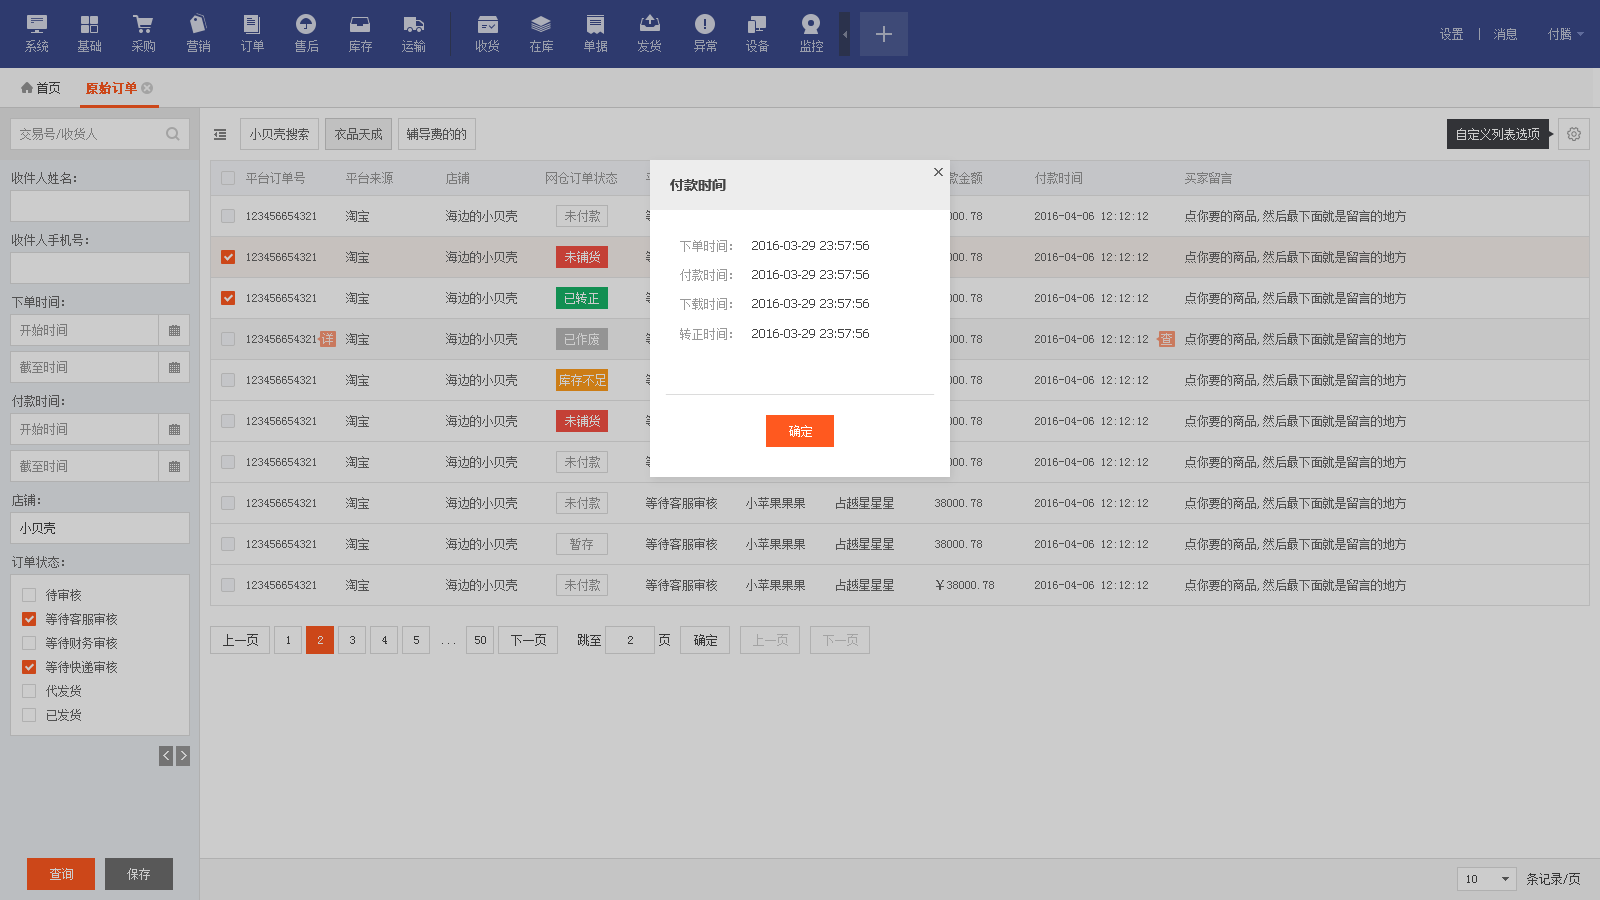 系统 基础 采购 营销 订单 售后 库存 运输 收货 在库 单据 发货 异常 设备 监控 设置 消息 付腾
首页 原始订单
交易号/收货人 小贝壳搜索 衣品天成 辅导费的的 自定义列表选项
收件人姓名:
收件人手机号:
下单时间:
开始时间
截至时间
付款时间:
开始时间
截至时间
店铺:
小贝壳
订单状态:
待审核
等待客服审核
等待财务审核
等待快递审核
代发货
已发货
查询 保存
平台订单号 平台来源 店铺 网仓订单状态 款金额 付款时间 买家留言
123456654321 淘宝 海边的小贝壳 未付款 000.78 2016-04-06 12:12:12 点你要的商品,然后最下面就是留言的地方
123456654321 淘宝 海边的小贝壳 未铺货 000.78 2016-04-06 12:12:12 点你要的商品,然后最下面就是留言的地方
123456654321 淘宝 海边的小贝壳 已转正 000.78 2016-04-06 12:12:12 点你要的商品,然后最下面就是留言的地方
123456654321 详 淘宝 海边的小贝壳 已作废 000.78 2016-04-06 12:12:12 查 点你要的商品,然后最下面就是留言的地方
123456654321 淘宝 海边的小贝壳 库存不足 000.78 2016-04-06 12:12:12 点你要的商品,然后最下面就是留言的地方
123456654321 淘宝 海边的小贝壳 未铺货 000.78 2016-04-06 12:12:12 点你要的商品,然后最下面就是留言的地方
123456654321 淘宝 海边的小贝壳 未付款 000.78 2016-04-06 12:12:12 点你要的商品,然后最下面就是留言的地方
123456654321 淘宝 海边的小贝壳 未付款 等待客服审核 小苹果果果 占越星星星 38000.78 2016-04-06 12:12:12 点你要的商品,然后最下面就是留言的地方
123456654321 淘宝 海边的小贝壳 暂存 等待客服审核 小苹果果果 占越星星星 38000.78 2016-04-06 12:12:12 点你要的商品,然后最下面就是留言的地方
123456654321 淘宝 海边的小贝壳 未付款 等待客服审核 小苹果果果 占越星星星 ¥38000.78 2016-04-06 12:12:12 点你要的商品,然后最下面就是留言的地方
付款时间
下单时间: 2016-03-29 23:57:56
付款时间: 2016-03-29 23:57:56
下载时间: 2016-03-29 23:57:56
转正时间: 2016-03-29 23:57:56
确定
上一页 1 2 3 4 5 ... 50 下一页 跳至 2 页 确定 上一页 下一页
10 条记录/页